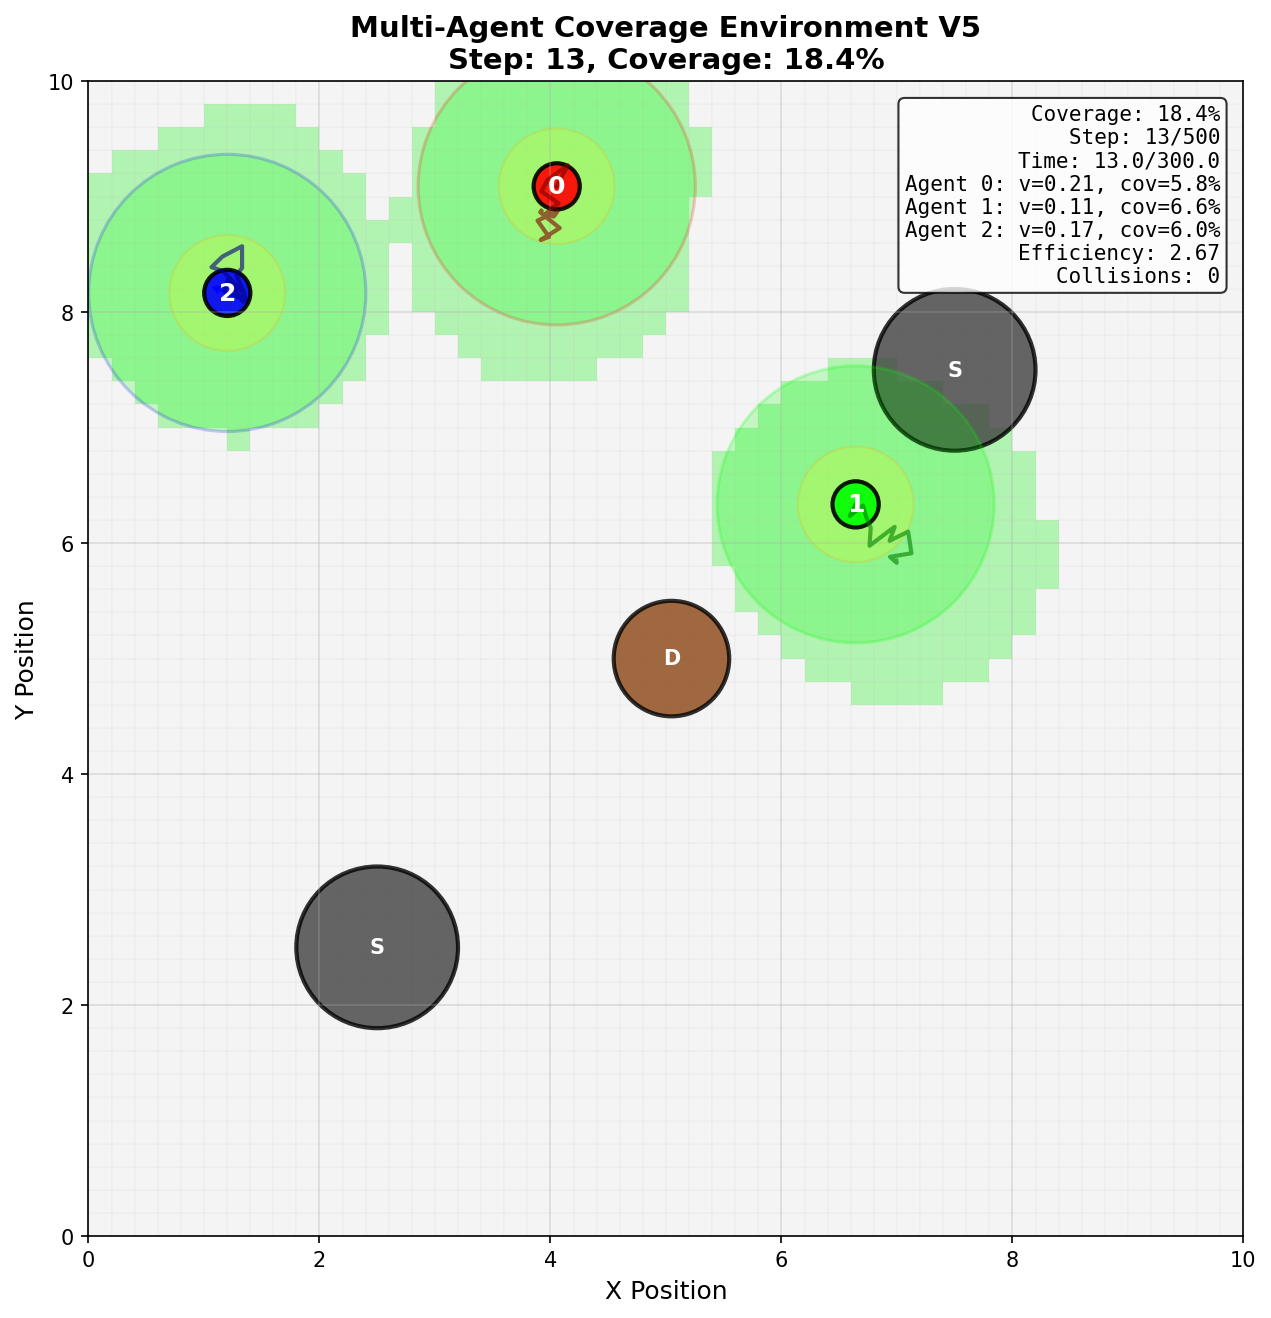 Multi-Agent Coverage Environment V5
Step: 13, Coverage: 18.4%
Coverage: 18.4%
Step: 13/500
Time: 13.0/300.0
Agent 0: v=0.21, cov=5.8%
Agent 1: v=0.11, cov=6.6%
Agent 2: v=0.17, cov=6.0%
Efficiency: 2.67
Collisions: 0
10
8
6
4
2
0
Y Position
0
2
S
1
D
S
0 2 4 6 8 10
X Position